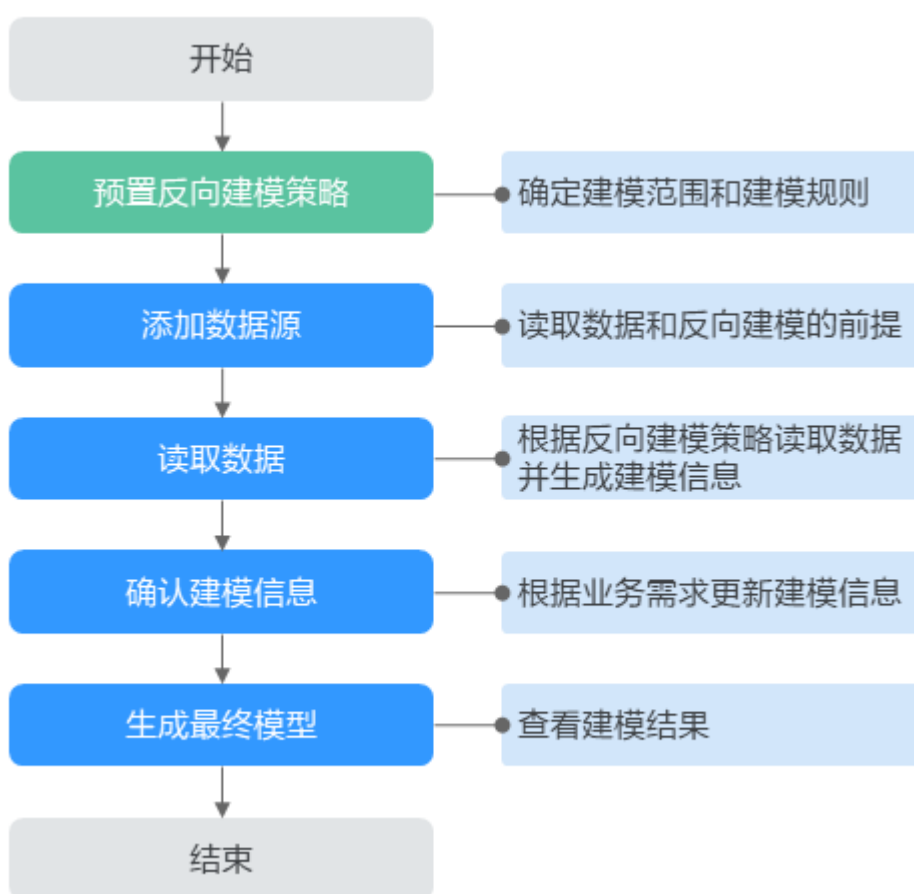 开始
预置反向建模策略
确定建模范围和建模规则
添加数据源
读取数据和反向建模的前提
读取数据
根据反向建模策略读取数据
并生成建模信息
确认建模信息
根据业务需求更新建模信息
生成最终模型
查看建模结果
结束